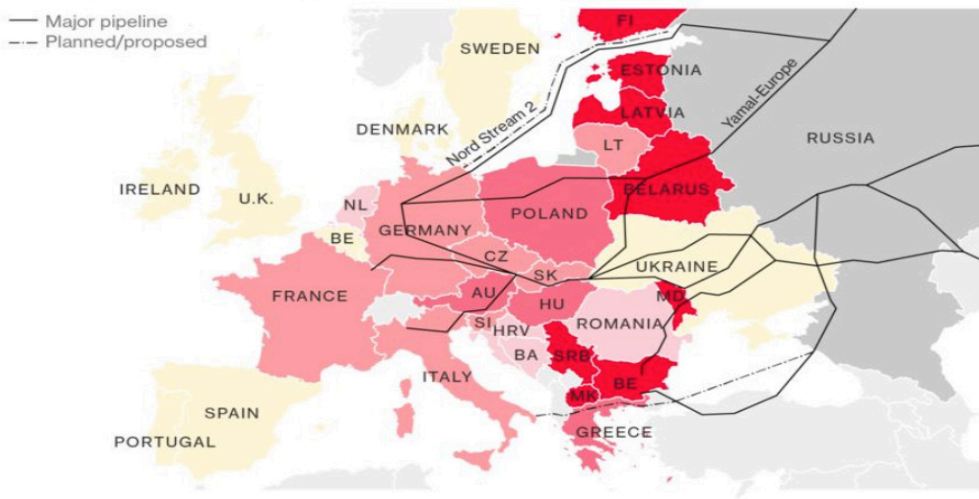 Major pipeline
Planned/proposed
FI
SWEDEN
ESTONIA
LATVIA
Yamal-Europe
Nord Stream 2
DENMARK
LT
RUSSIA
IRELAND
U.K.
NL
BELARUS
POLAND
GERMANY
BE
CZ
SK
UKRAINE
FRANCE
AU
HU
MD
SI
HRV
ROMANIA
BA
SRB
ITALY
BE
MK
SPAIN
GREECE
PORTUGAL